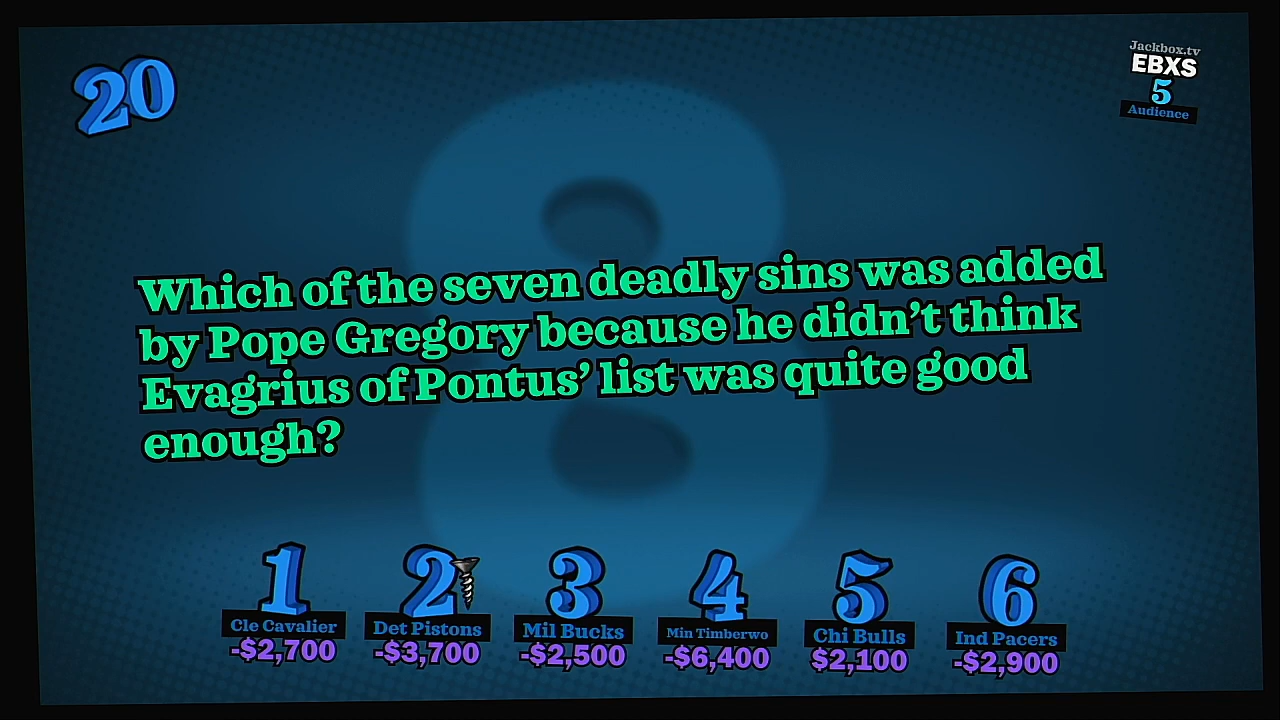 20
Jackbox.tv
EBXS
5
Audience
Which of the seven deadly sins was added
by Pope Gregory because he didn't think
Evagrius of Pontus' list was quite good
enough?
8
1 2 3 4 5 6
Cle Cavalier Det Pistons Mil Bucks Min Timberwo Chi Bulls Ind Pacers
-$2,700 -$3,700 -$2,500 -$6,400 $2,100 -$2,900